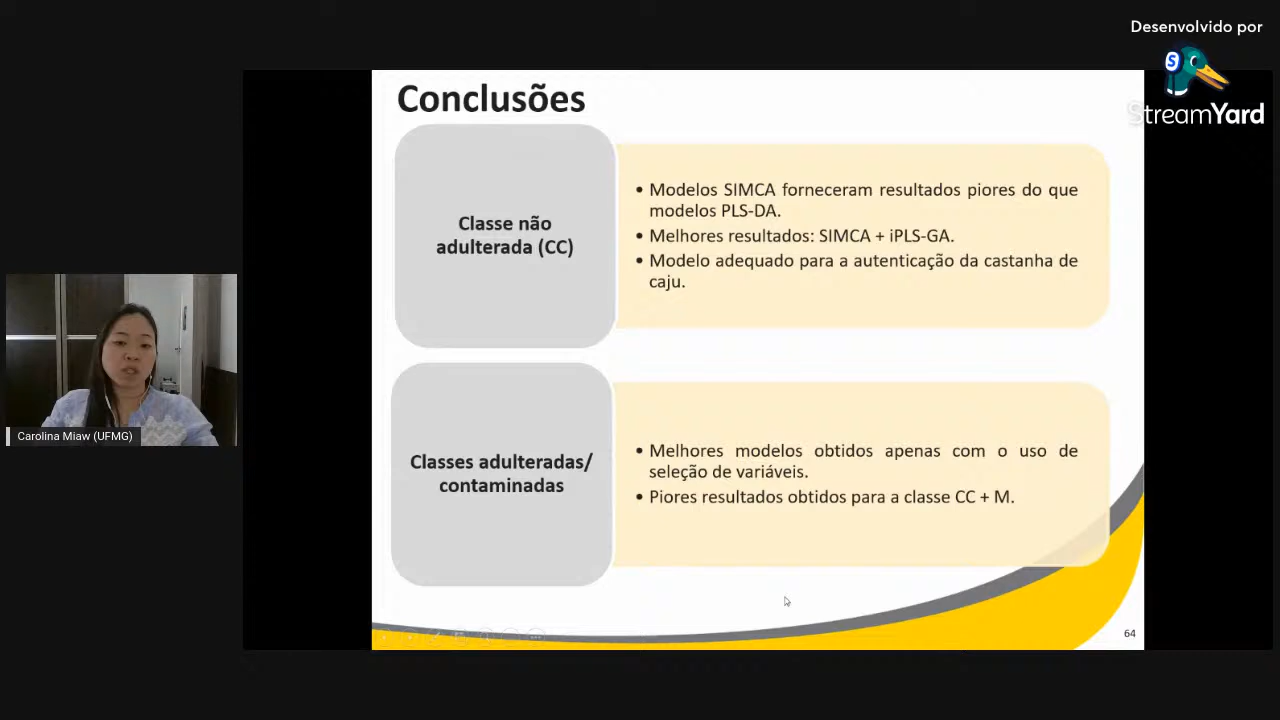 Desenvolvido por
StreamYard
Conclusões
Classe não
adulterada (CC)
• Modelos SIMCA forneceram resultados piores do que
modelos PLS-DA.
• Melhores resultados: SIMCA + iPLS-GA.
• Modelo adequado para a autenticação da castanha de
caju.
Classes adulteradas/
contaminadas
• Melhores modelos obtidos apenas com o uso de
seleção de variáveis.
• Piores resultados obtidos para a classe CC + M.
64
Carolina Miaw (UFMG)